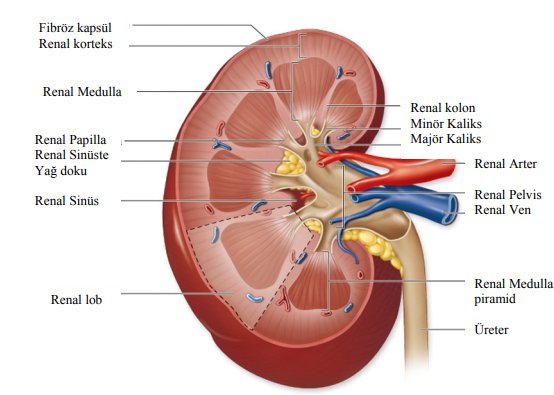 Fibröz kapsül
Renal korteks
Renal Medulla
Renal Papilla
Renal Sinüste
Yağ doku
Renal Sinüs
Renal lob
Renal kolon
Minör Kaliks
Majör Kaliks
Renal Arter
Renal Pelvis
Renal Ven
Renal Medulla
piramid
Üreter